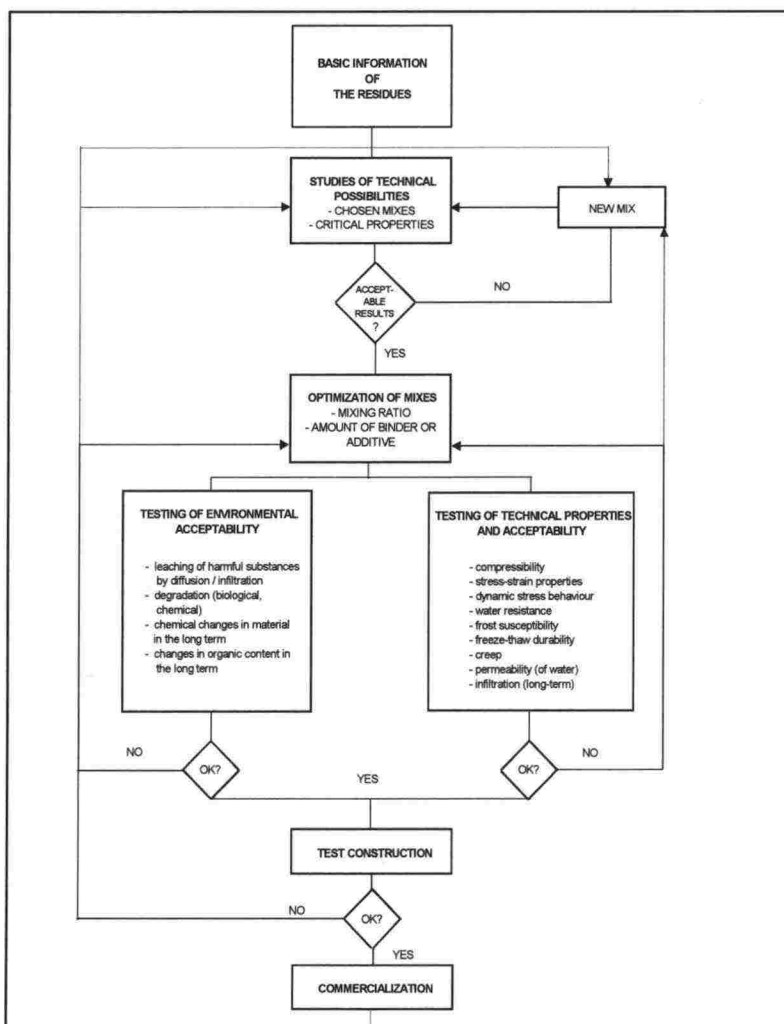 BASIC INFORMATION
OF
THE RESIDUES
STUDIES OF TECHNICAL
POSSIBILITIES
- CHOSEN MIXES
- CRITICAL PROPERTIES
NEW MIX
ACCEPT-
ABLE
RESULTS
?
NO
YES
OPTIMIZATION OF MIXES
- MIXING RATIO
- AMOUNT OF BINDER OR
ADDITIVE
TESTING OF ENVIRONMENTAL
ACCEPTABILITY
- leaching of harmful substances
by diffusion / infiltration
- degradation (biological,
chemical)
- chemical changes in material
in the long term
- changes in organic content in
the long term
TESTING OF TECHNICAL PROPERTIES
AND ACCEPTABILITY
- compressibility
- stress-strain properties
- dynamic stress behaviour
- water resistance
- frost susceptibility
- freeze-thaw durability
- creep
- permeability (of water)
- infiltration (long-term)
NO
OK?
YES
OK?
NO
TEST CONSTRUCTION
NO
OK?
YES
COMMERCIALIZATION